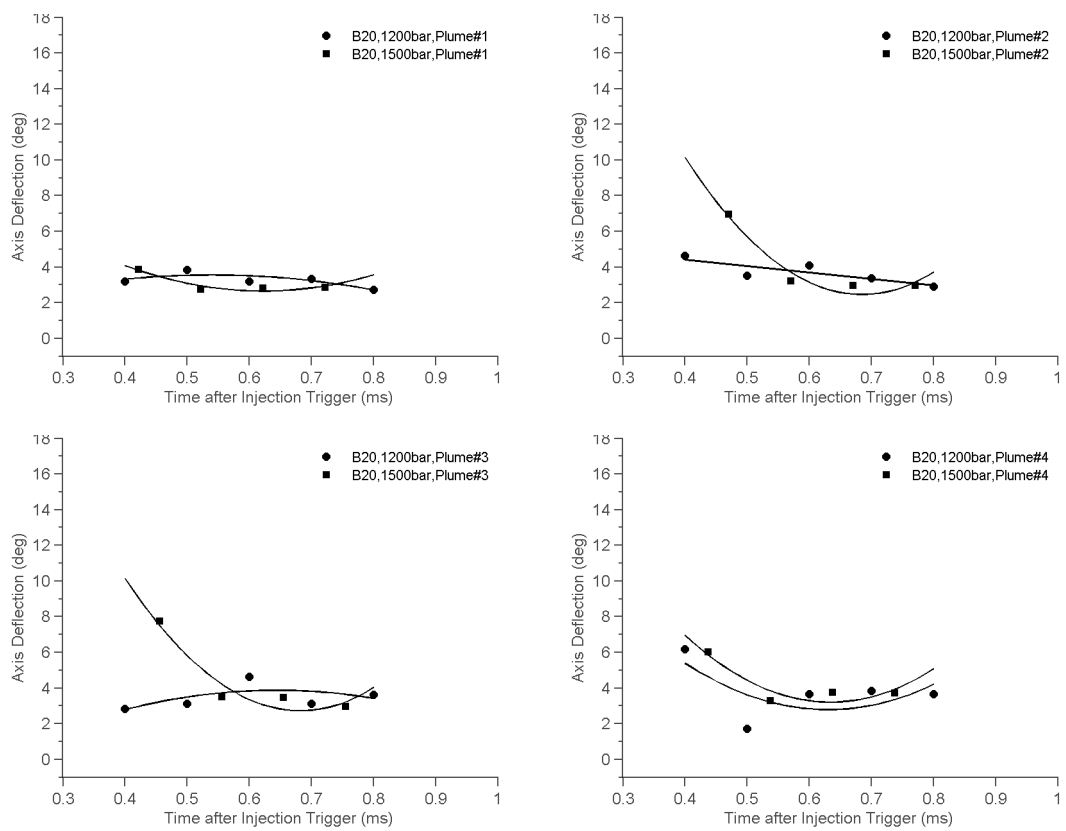 18
16
14
12
10
8
6
4
2
0
Axis Deflection (deg)
B20,1200bar,Plume#1
B20,1500bar,Plume#1
0.3 0.4 0.5 0.6 0.7 0.8 0.9 1
Time after Injection Trigger (ms)
18
16
14
12
10
8
6
4
2
0
Axis Deflection (deg)
B20,1200bar,Plume#2
B20,1500bar,Plume#2
0.3 0.4 0.5 0.6 0.7 0.8 0.9 1
Time after Injection Trigger (ms)
18
16
14
12
10
8
6
4
2
0
Axis Deflection (deg)
B20,1200bar,Plume#3
B20,1500bar,Plume#3
0.3 0.4 0.5 0.6 0.7 0.8 0.9 1
Time after Injection Trigger (ms)
18
16
14
12
10
8
6
4
2
0
Axis Deflection (deg)
B20,1200bar,Plume#4
B20,1500bar,Plume#4
0.3 0.4 0.5 0.6 0.7 0.8 0.9 1
Time after Injection Trigger (ms)